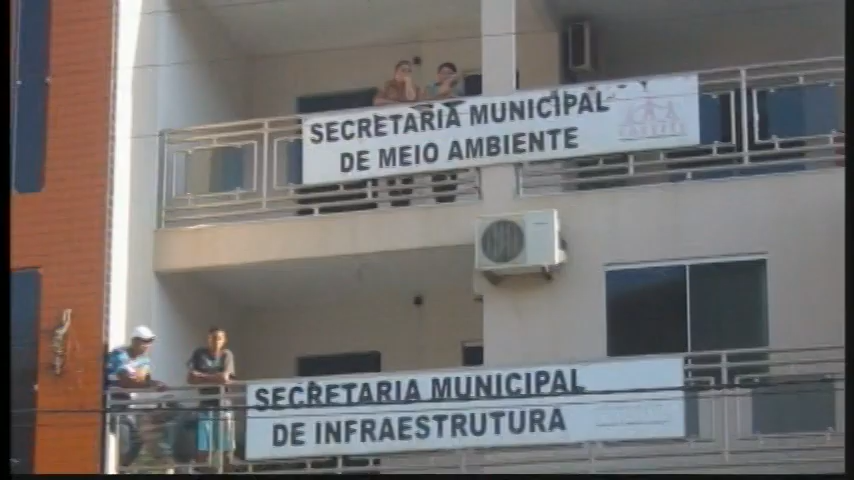 SECRETARIA MUNICIPAL
DE MEIO AMBIENTE
SECRETARIA MUNICIPAL
DE INFRAESTRUTURA